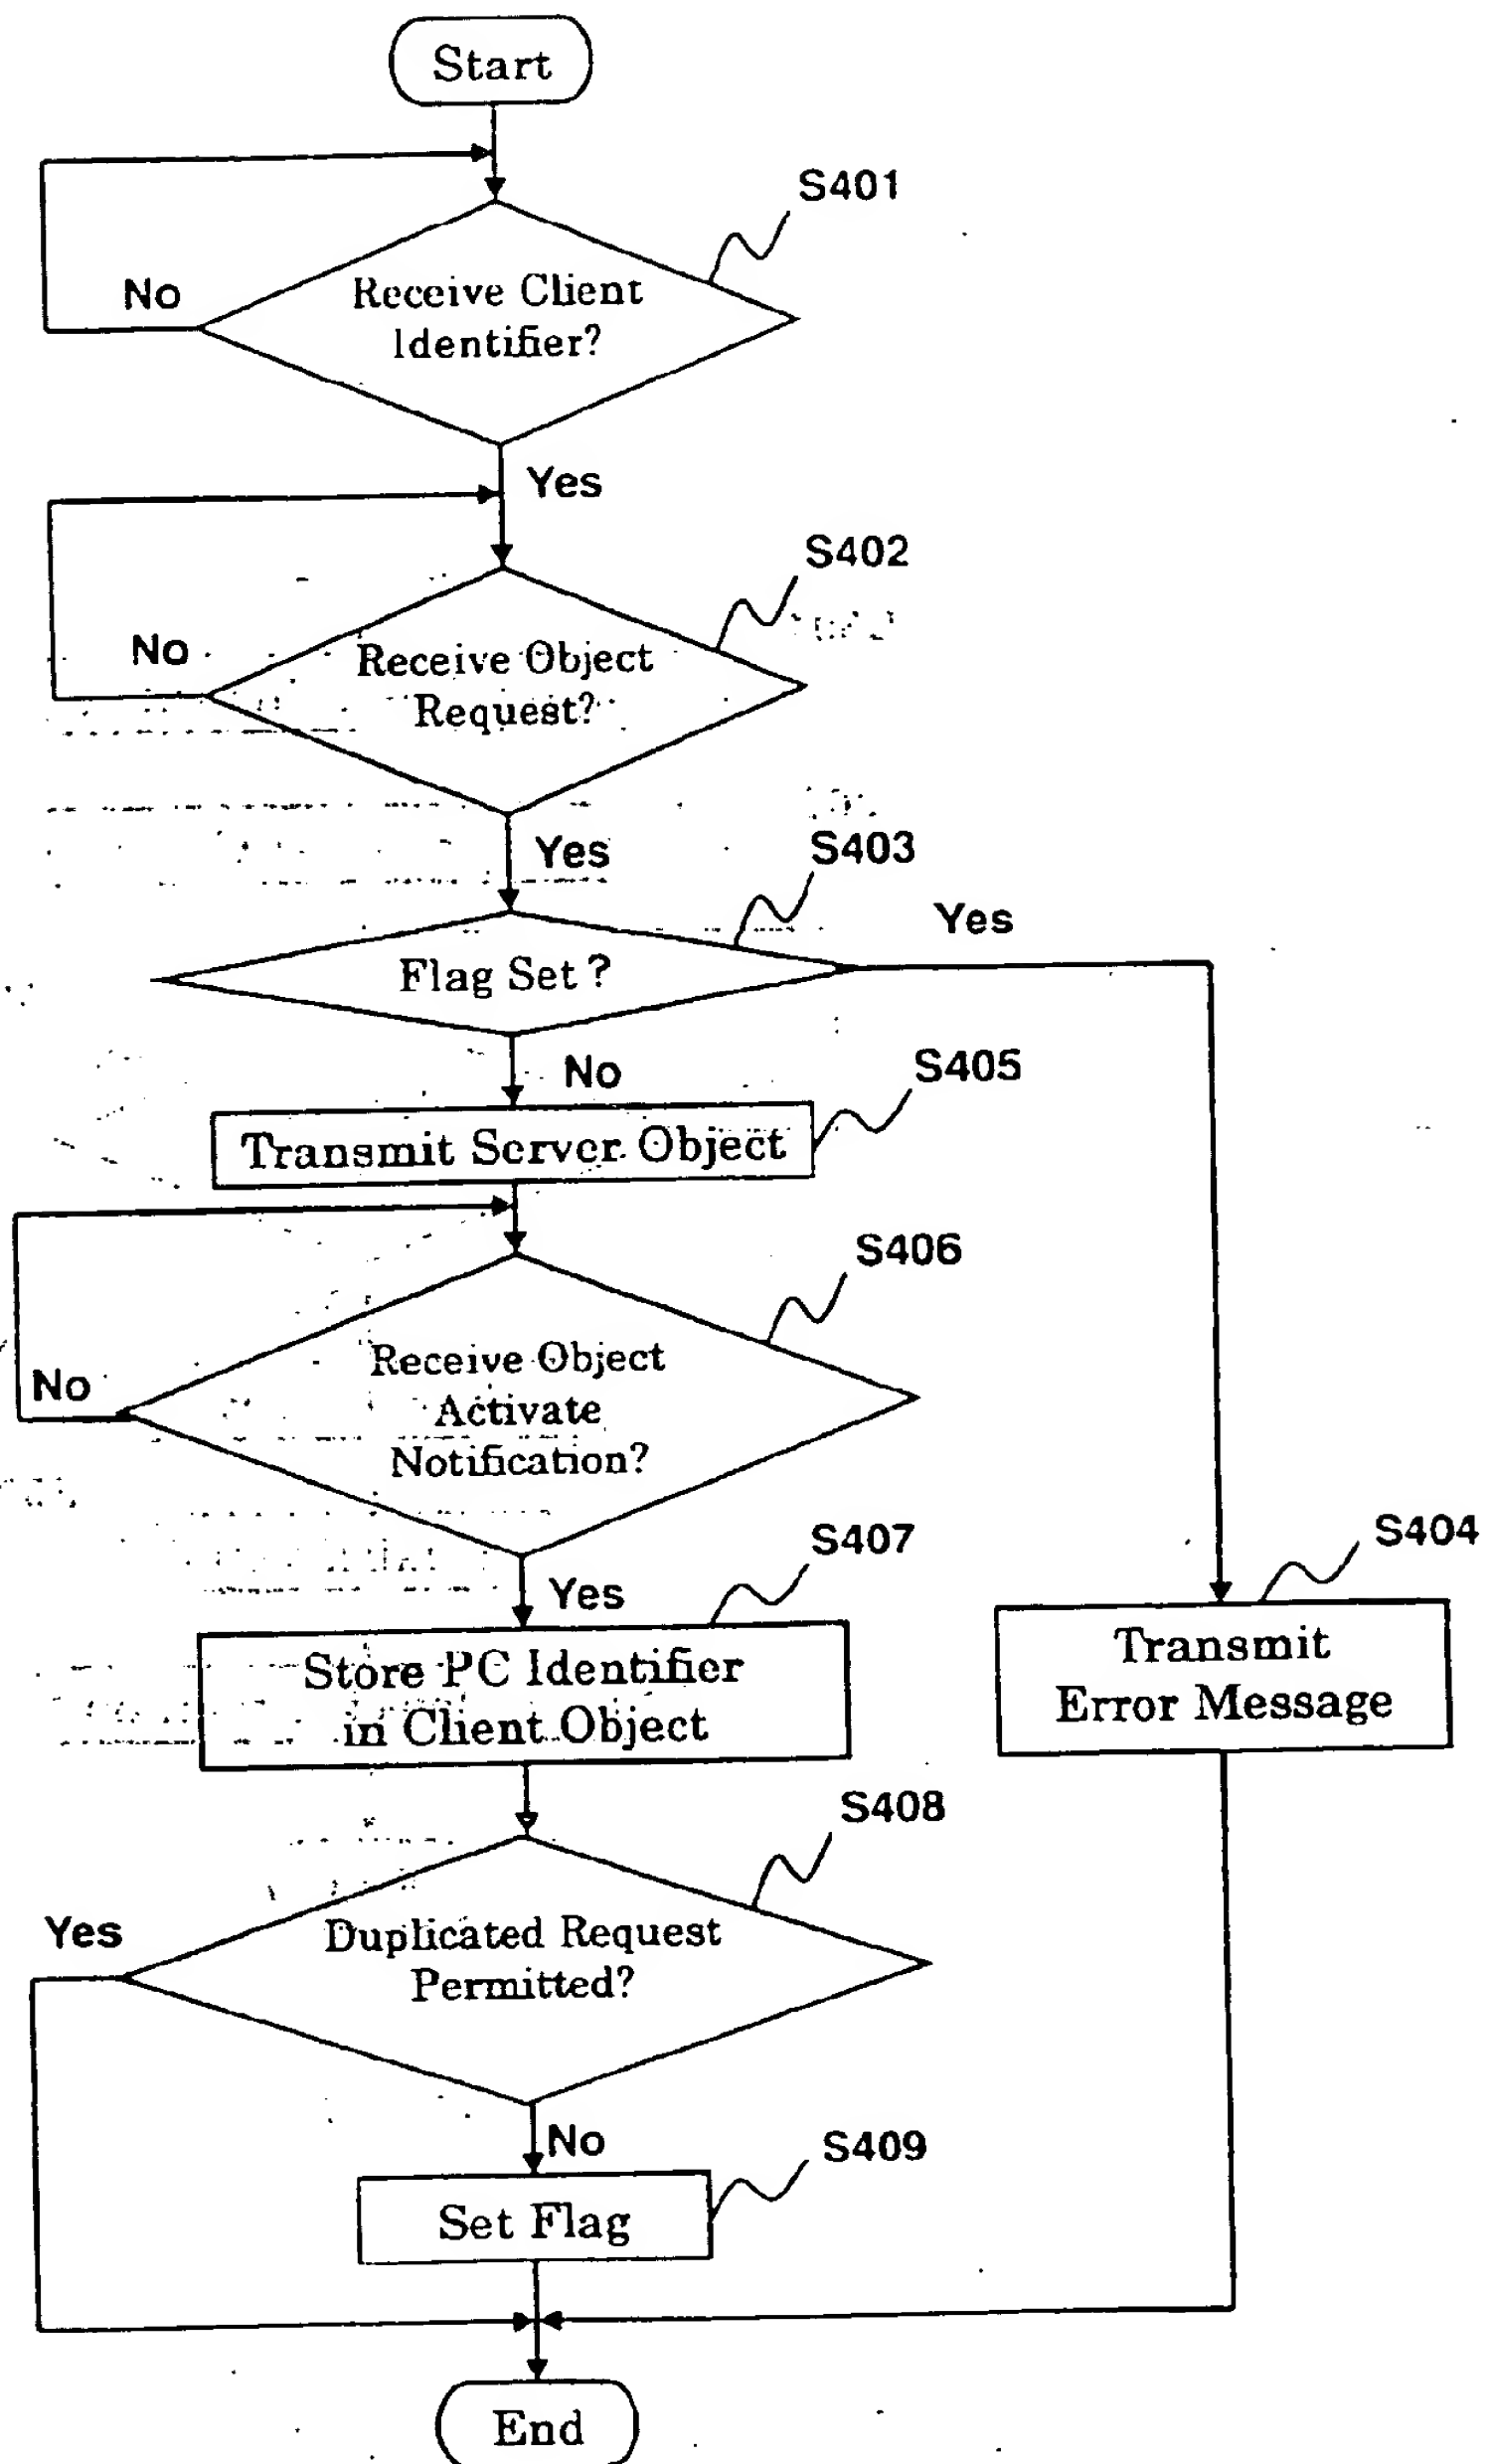 Start
S401
No
Receive Client
Identifier?
Yes
S402
No
Receive Object
Request?
Yes
S403
Yes
Flag Set ?
No
S405
Transmit Server Object
S406
No
Receive Object
Activate
Notification?
Yes
S407
Store PC Identifier
in Client Object
S404
Transmit
Error Message
S408
Yes
Duplicated Request
Permitted?
No
S409
Set Flag
End